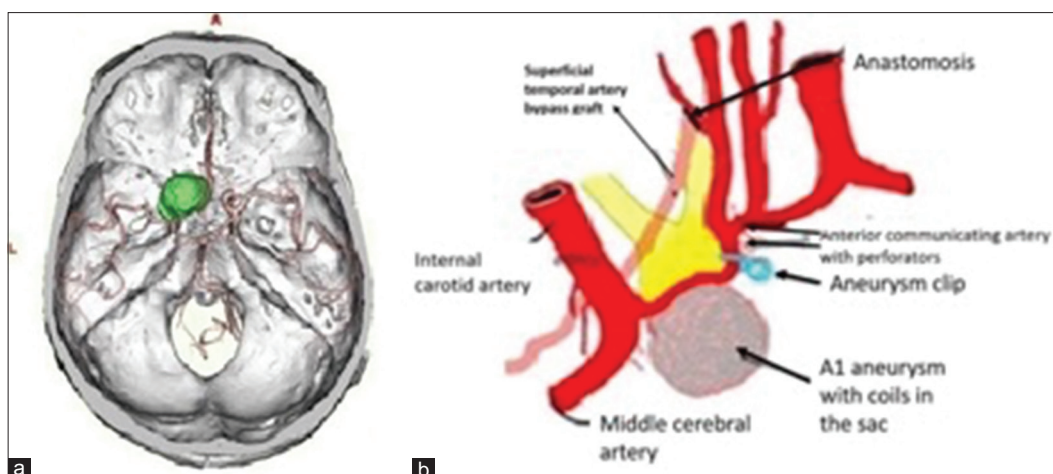 A
L
a
Superficial
temporal artery
bypass graft
Anastomosis
Internal
carotid artery
Anterior communicating artery
with perforators
Aneurysm clip
A1 aneurysm
with coils in
the sac
Middle cerebral
artery
b